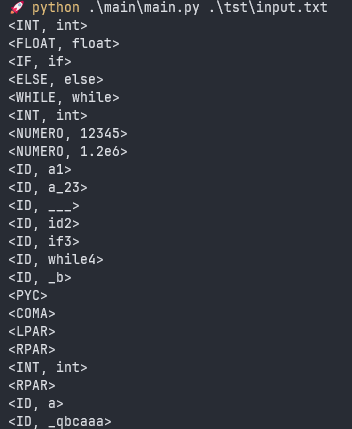 🚀 python .\main\main.py .\tst\input.txt
<INT, int>
<FLOAT, float>
<IF, if>
<ELSE, else>
<WHILE, while>
<INT, int>
<NUMERO, 12345>
<NUMERO, 1.2e6>
<ID, a1>
<ID, a_23>
<ID, ___>
<ID, id2>
<ID, if3>
<ID, while4>
<ID, _b>
<PYC>
<COMA>
<LPAR>
<RPAR>
<INT, int>
<RPAR>
<ID, a>
<ID, _qbcaaa>